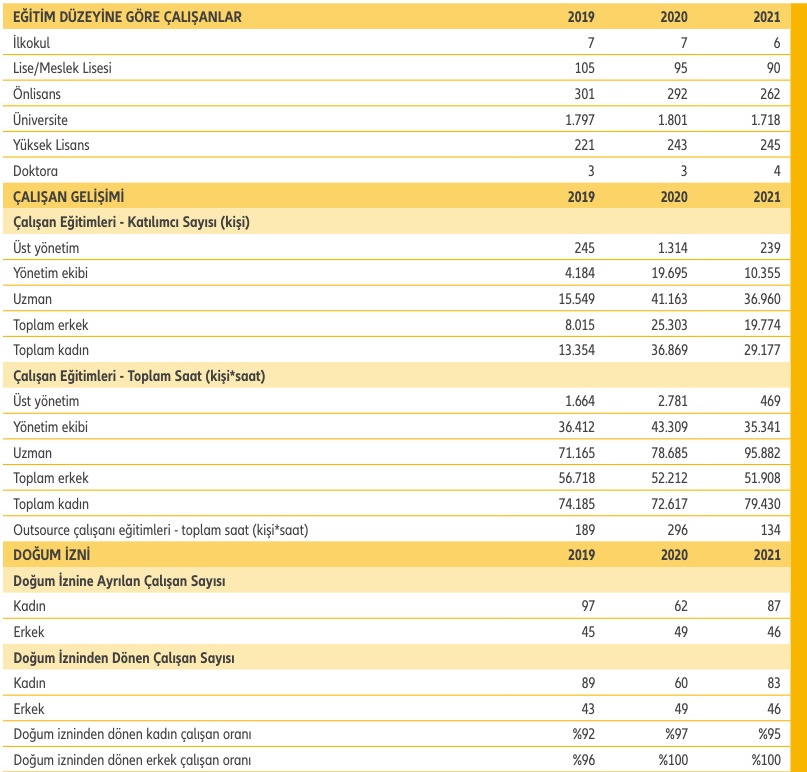 EĞİTİM DÜZEYİNE GÖRE ÇALIŞANLAR 2019 2020 2021
İlkokul 7 7 6
Lise/Meslek Lisesi 105 95 90
Önlisans 301 292 262
Üniversite 1.797 1.801 1.718
Yüksek Lisans 221 243 245
Doktora 3 3 4
ÇALIŞAN GELİŞİMİ 2019 2020 2021
Çalışan Eğitimleri - Katılımcı Sayısı (kişi)
Üst yönetim 245 1.314 239
Yönetim ekibi 4.184 19.695 10.355
Uzman 15.549 41.163 36.960
Toplam erkek 8.015 25.303 19.774
Toplam kadın 13.354 36.869 29.177
Çalışan Eğitimleri - Toplam Saat (kişi*saat)
Üst yönetim 1.664 2.781 469
Yönetim ekibi 36.412 43.309 35.341
Uzman 71.165 78.685 95.882
Toplam erkek 56.718 52.212 51.908
Toplam kadın 74.185 72.617 79.430
Outsource çalışanı eğitimleri - toplam saat (kişi*saat) 189 296 134
DOĞUM İZNİ 2019 2020 2021
Doğum İznine Ayrılan Çalışan Sayısı
Kadın 97 62 87
Erkek 45 49 46
Doğum İzninden Dönen Çalışan Sayısı
Kadın 89 60 83
Erkek 43 49 46
Doğum izninden dönen kadın çalışan oranı %92 %97 %95
Doğum izninden dönen erkek çalışan oranı %96 %100 %100